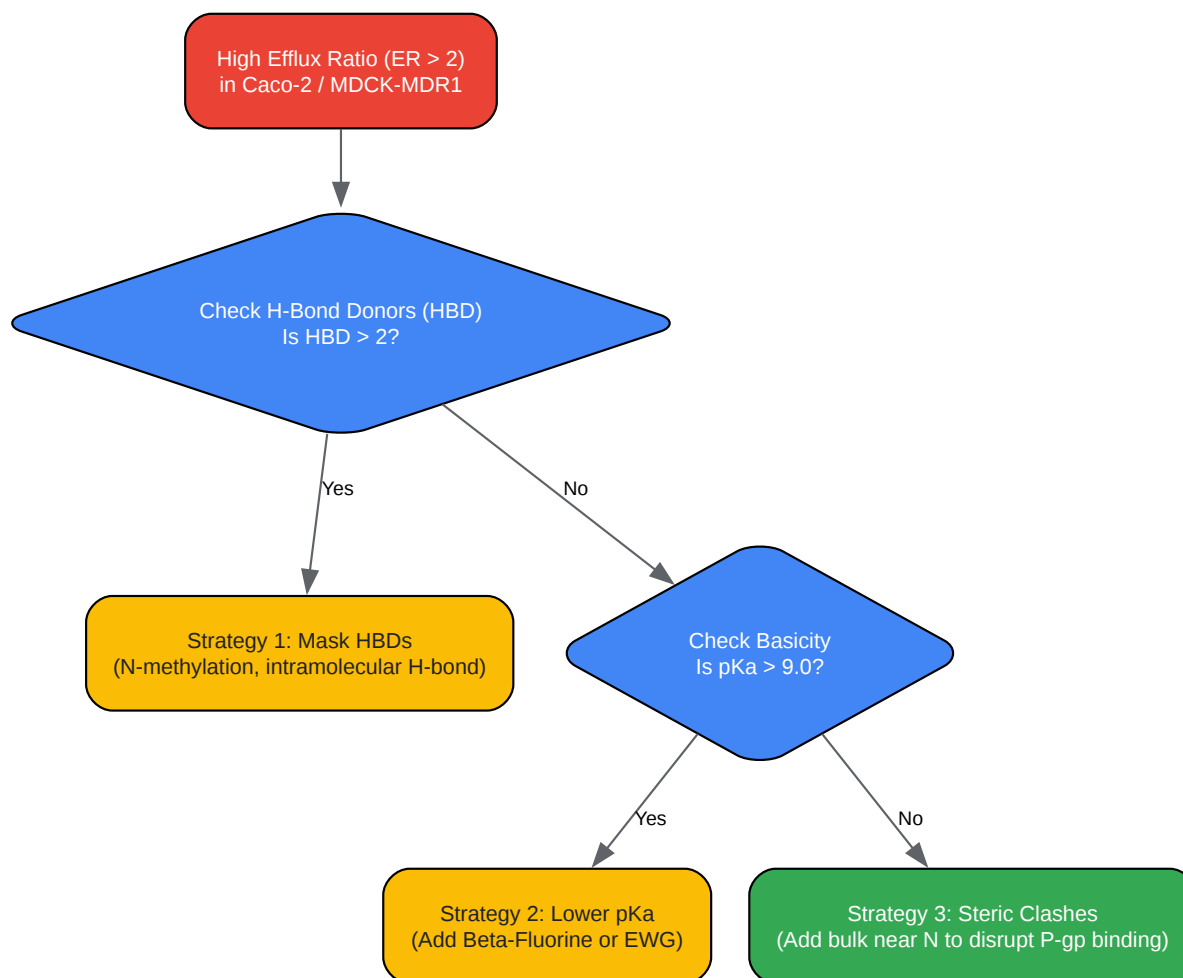 High Efflux Ratio (ER > 2)
in Caco-2 / MDCK-MDR1
Check H-Bond Donors (HBD)
Is HBD > 2?
Yes
No
Strategy 1: Mask HBDs
(N-methylation, intramolecular H-bond)
Check Basicity
Is pKa > 9.0?
Yes
No
Strategy 2: Lower pKa
(Add Beta-Fluorine or EWG)
Strategy 3: Steric Clashes
(Add bulk near N to disrupt P-gp binding)